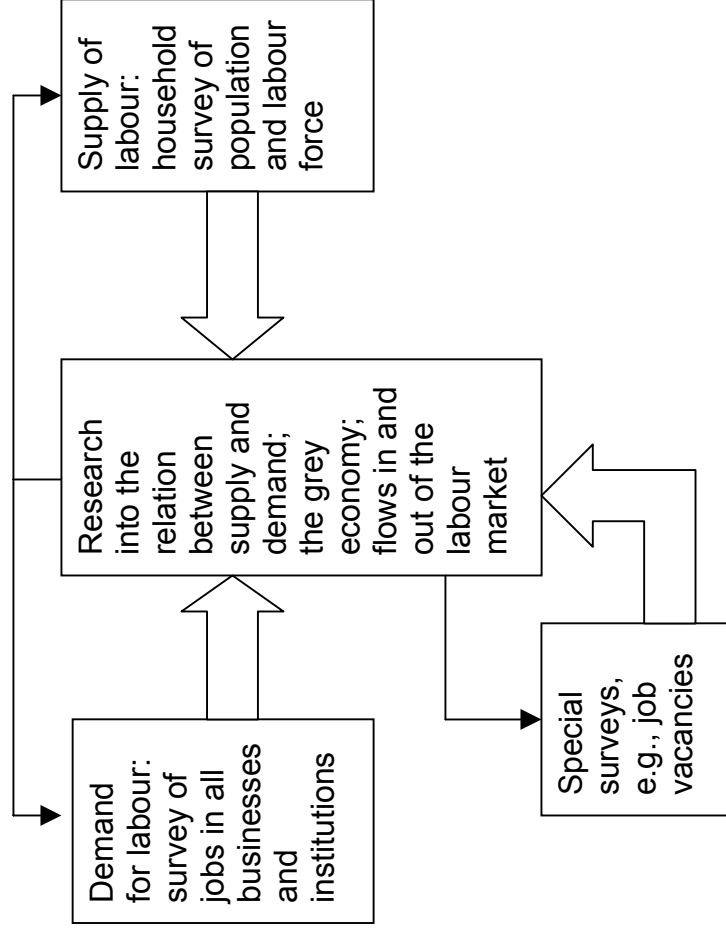 Demand
for labour:
survey of
jobs in all
businesses
and
institutions
Research
into the
relation
between
supply and
demand;
the grey
economy;
flows in and
out of the
labour
market
Supply of
labour:
household
survey of
population
and labour
force
Special
surveys,
e.g., job
vacancies